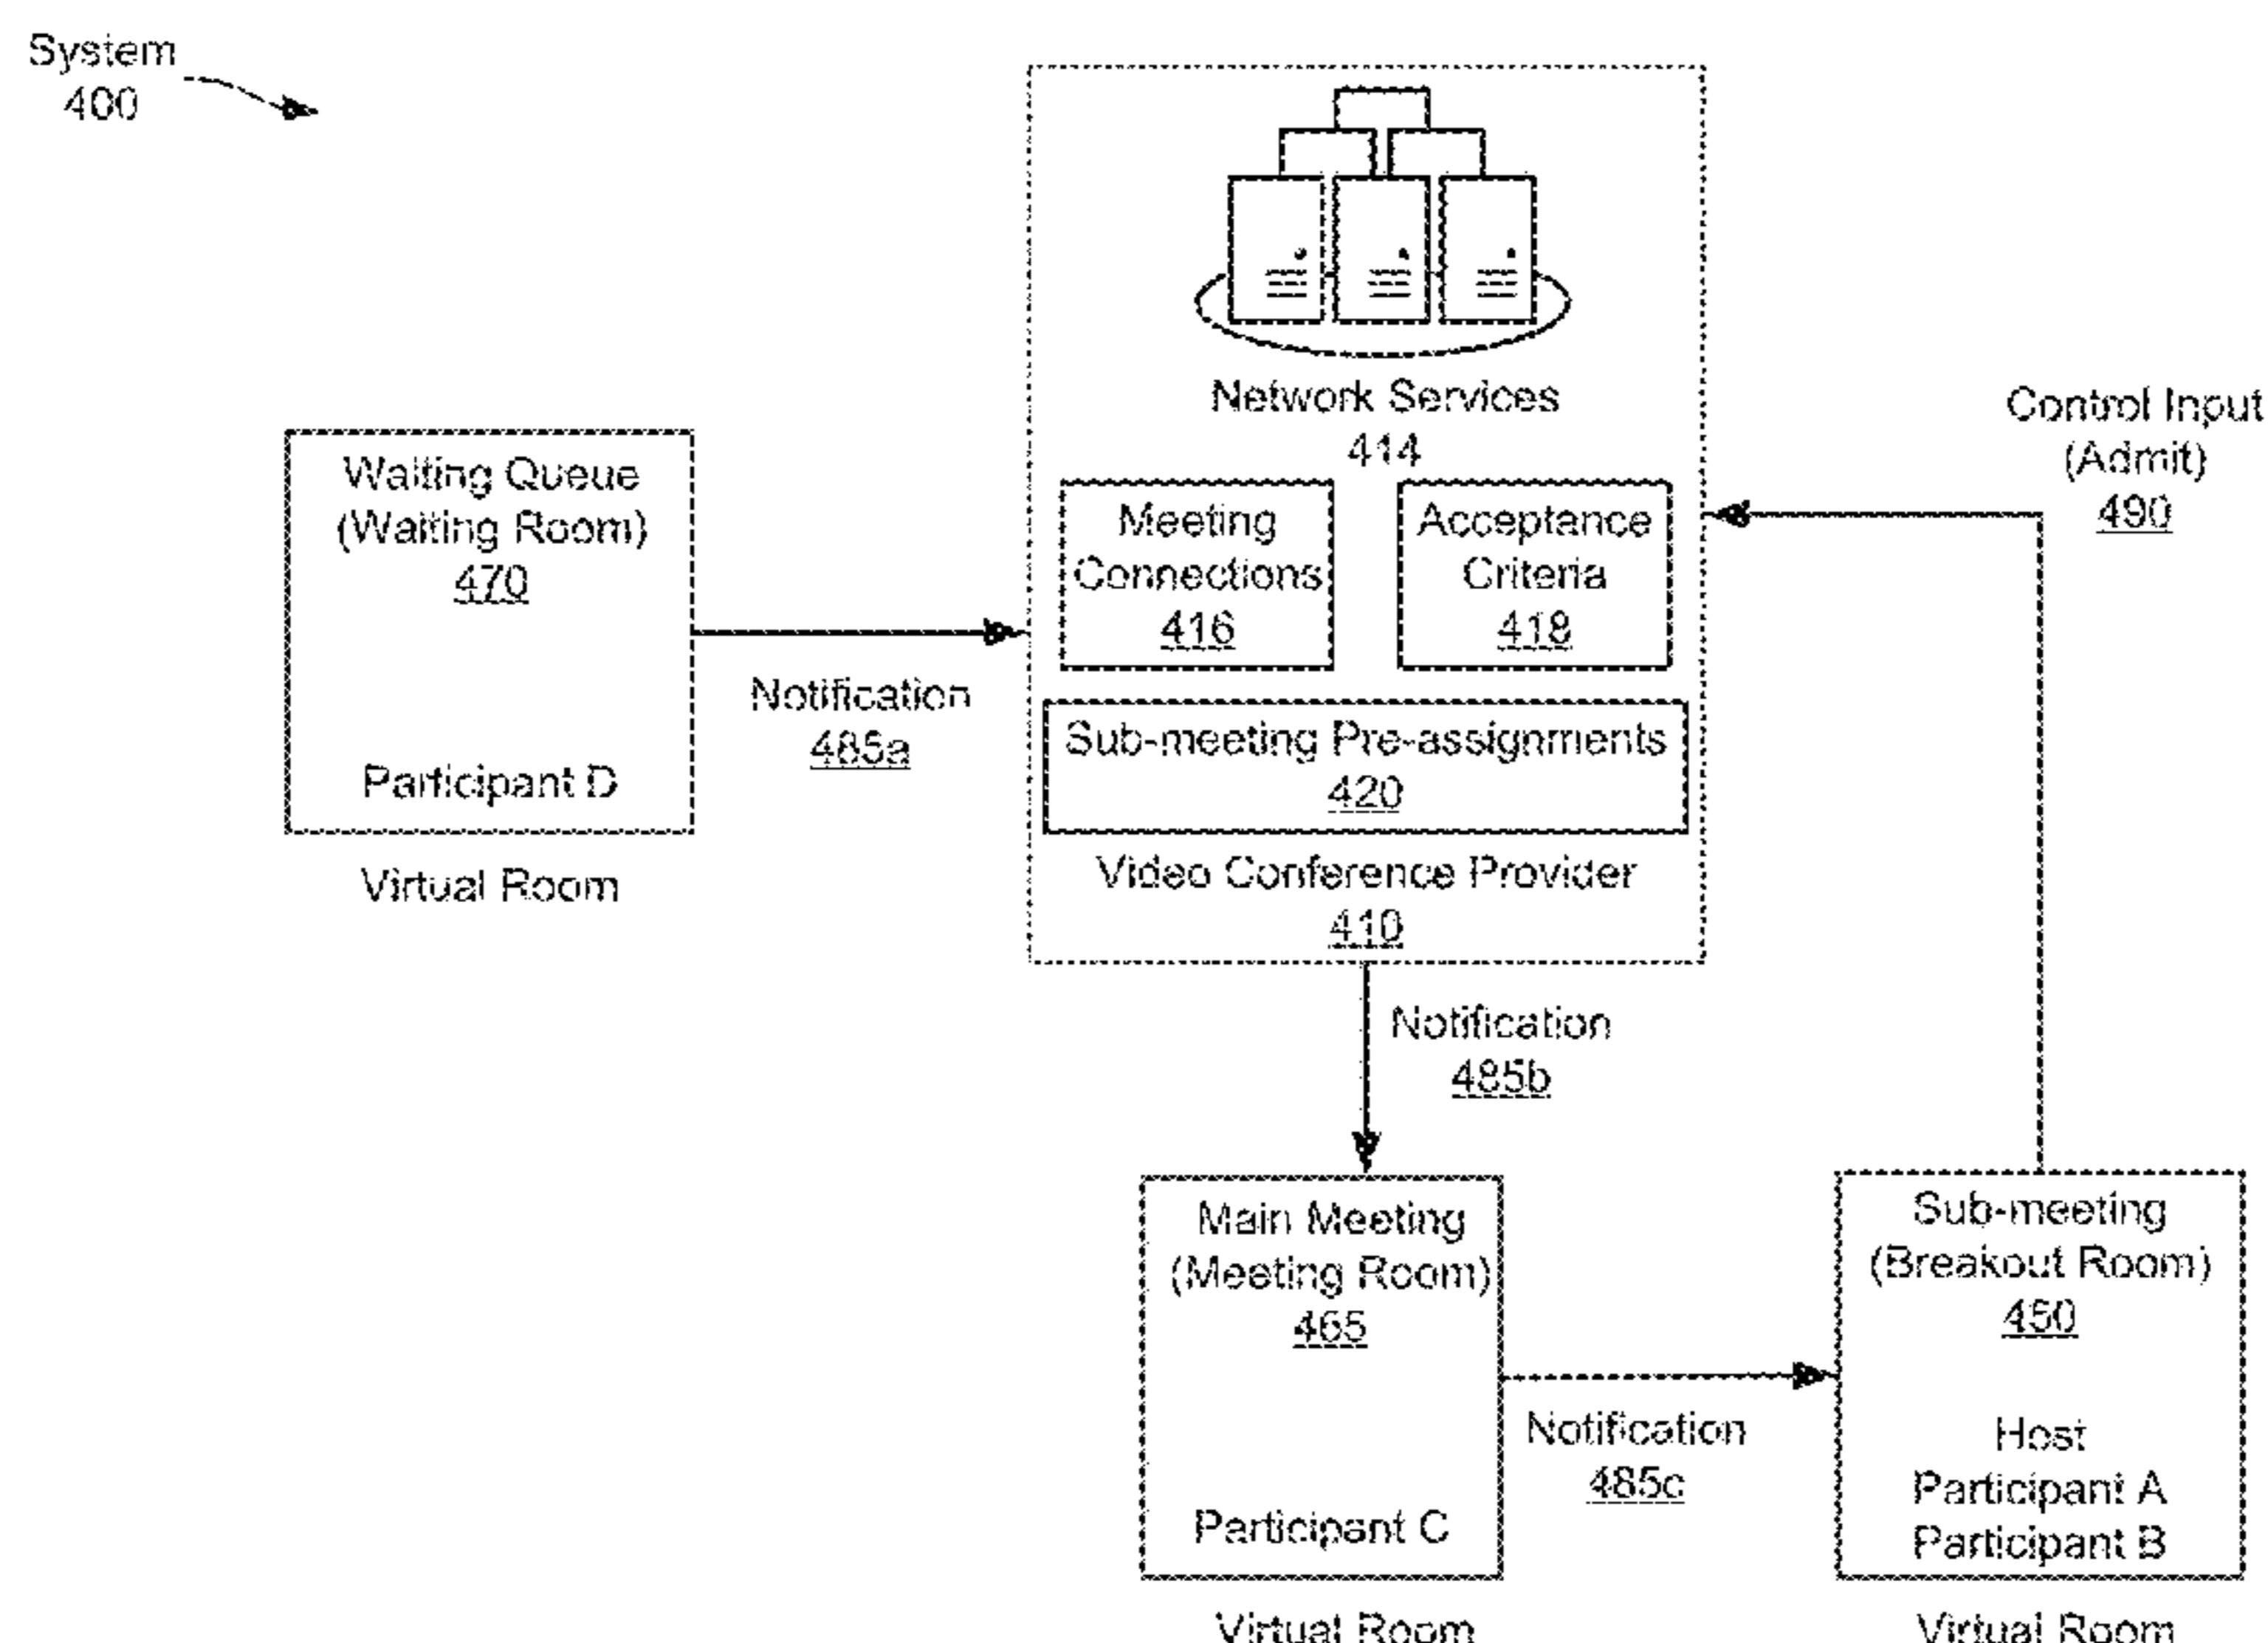 System
400
Network Services
414
Control Input
(Admit)
490
Waiting Queue
(Waiting Room)
470
Participant D
Virtual Room
Notification
485a
Meeting
Connections
416
Acceptance
Criteria
418
Sub-meeting Pre-assignments
420
Video Conference Provider
410
Notification
485b
Main Meeting
(Meeting Room)
465
Participant C
Virtual Room
Notification
485c
Sub-meeting
(Breakout Room)
450
Host
Participant A
Participant B
Virtual Room